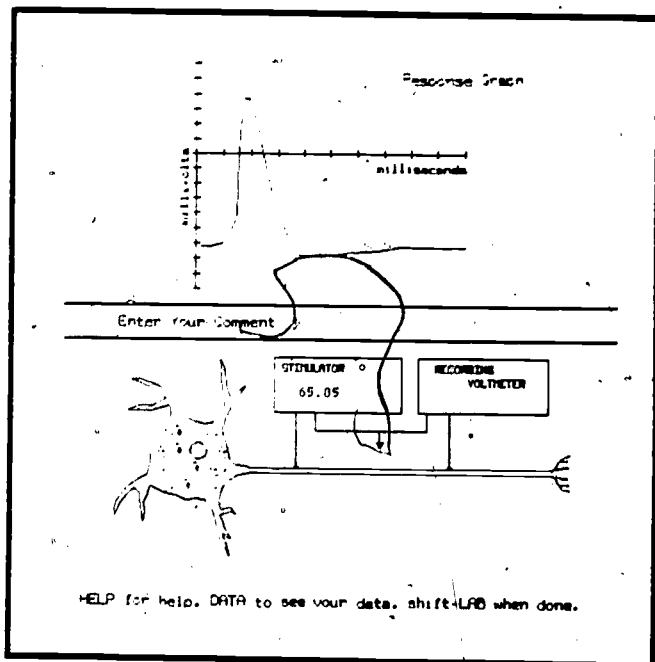 Response Graph
millivolts
milliseconds
Enter Your Comment
STIMULATOR
65.05
RECORDING
VOLTMETER
HELP for help. DATA to see your data. shift-LAB when done.